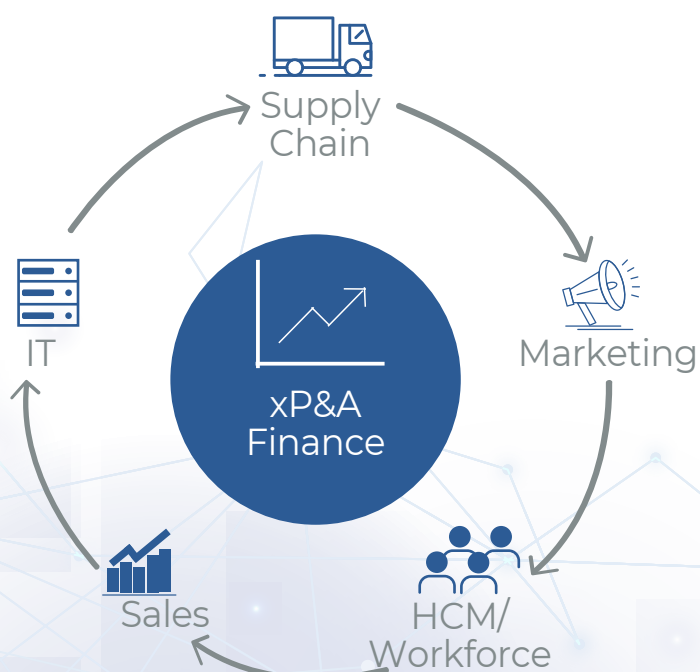 Supply
Chain
IT
Marketing
xP&A
Finance
Sales
HCM/
Workforce